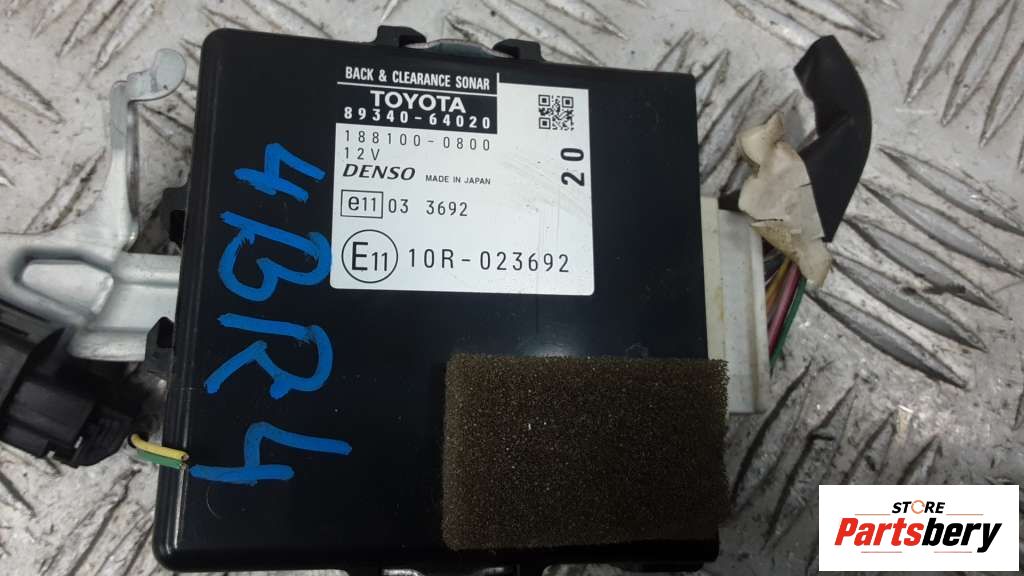 BACK & CLEARANCE SONAR
TOYOTA
89340-64020
188100-0800
12V
DENSO MADE IN JAPAN
e11 03 3692
E11 10R-023692
20
4BR4
STORE
Partsbery